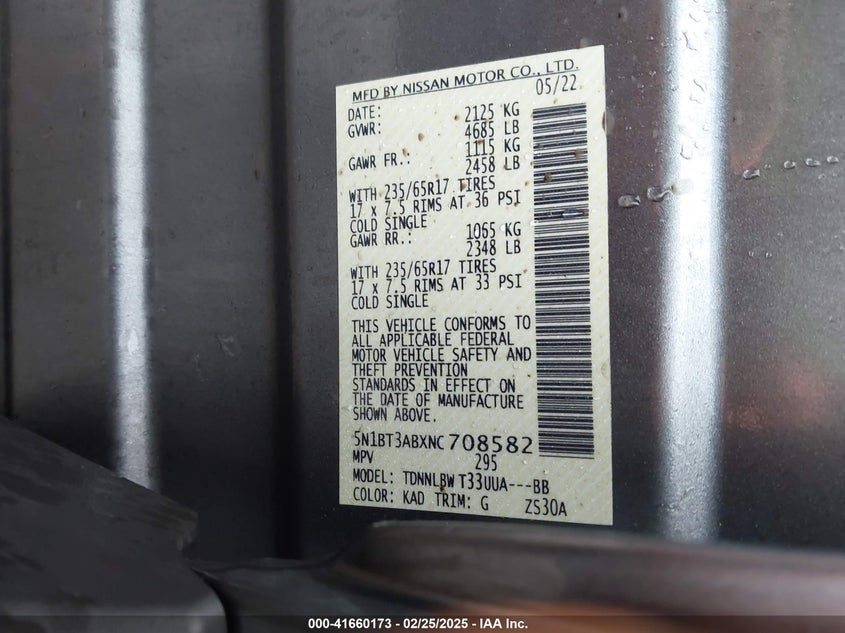 MFD BY NISSAN MOTOR CO., LTD.
DATE: 05/22
GVWR: 2125 KG
4685 LB
GAWR FR.: 1115 KG
2458 LB
WITH 235/65R17 TIRES
17 x 7.5 RIMS AT 36 PSI
COLD SINGLE
GAWR RR.: 1065 KG
2348 LB
WITH 235/65R17 TIRES
17 x 7.5 RIMS AT 33 PSI
COLD SINGLE
THIS VEHICLE CONFORMS TO
ALL APPLICABLE FEDERAL
MOTOR VEHICLE SAFETY AND
THEFT PREVENTION
STANDARDS IN EFFECT ON
THE DATE OF MANUFACTURE
SHOWN ABOVE.
5N1BT3ABXNC 708582
MPV 295
MODEL: TDNNLBW T33UUA---BB
COLOR: KAD TRIM: G ZS30A
000-41660173 - 02/25/2025 - IAA Inc.